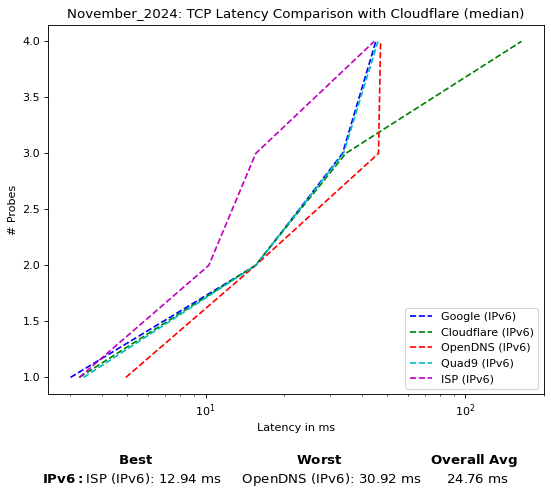 November_2024: TCP Latency Comparison with Cloudflare (median)
4.0
3.5
3.0
2.5
2.0
1.5
1.0
# Probes
Google (IPv6)
Cloudflare (IPv6)
OpenDNS (IPv6)
Quad9 (IPv6)
ISP (IPv6)
10¹ 10²
Latency in ms
Best Worst Overall Avg
IPv6: ISP (IPv6): 12.94 ms OpenDNS (IPv6): 30.92 ms 24.76 ms